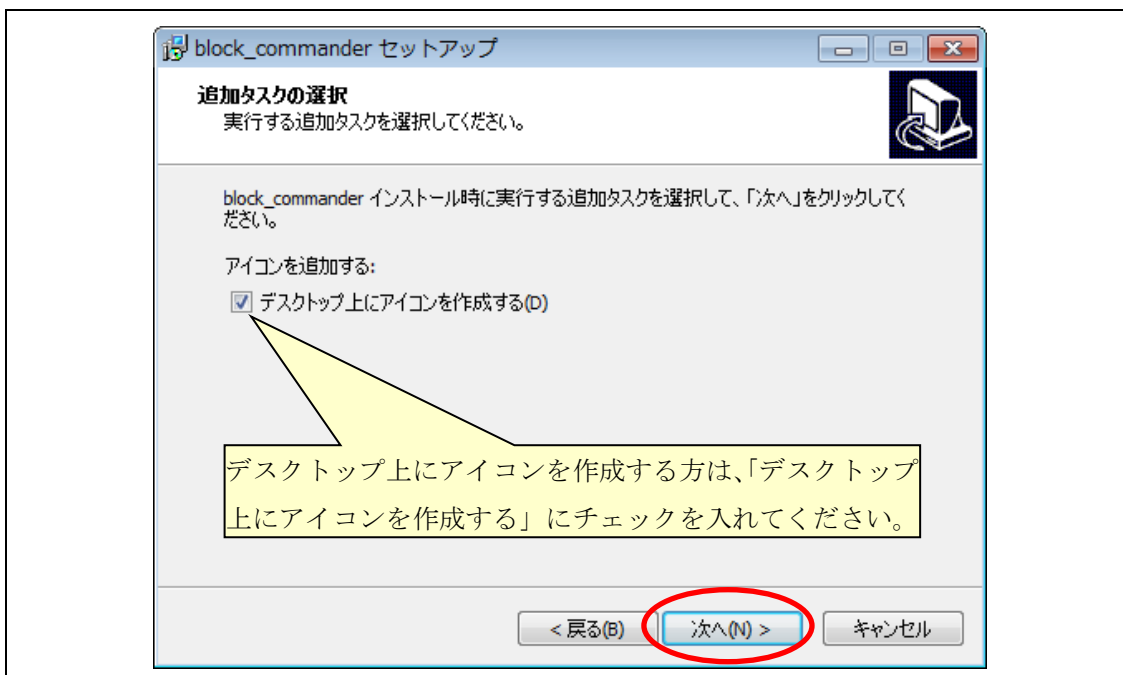 block_commander セットアップ
追加タスクの選択
実行する追加タスクを選択してください。
block_commander インストール時に実行する追加タスクを選択して、「次へ」をクリックしてく
ださい。
アイコンを追加する:
デスクトップ上にアイコンを作成する(D)
デスクトップ上にアイコンを作成する方は、「デスクトップ
上にアイコンを作成する」にチェックを入れてください。
< 戻る(B) 次へ(N) > キャンセル